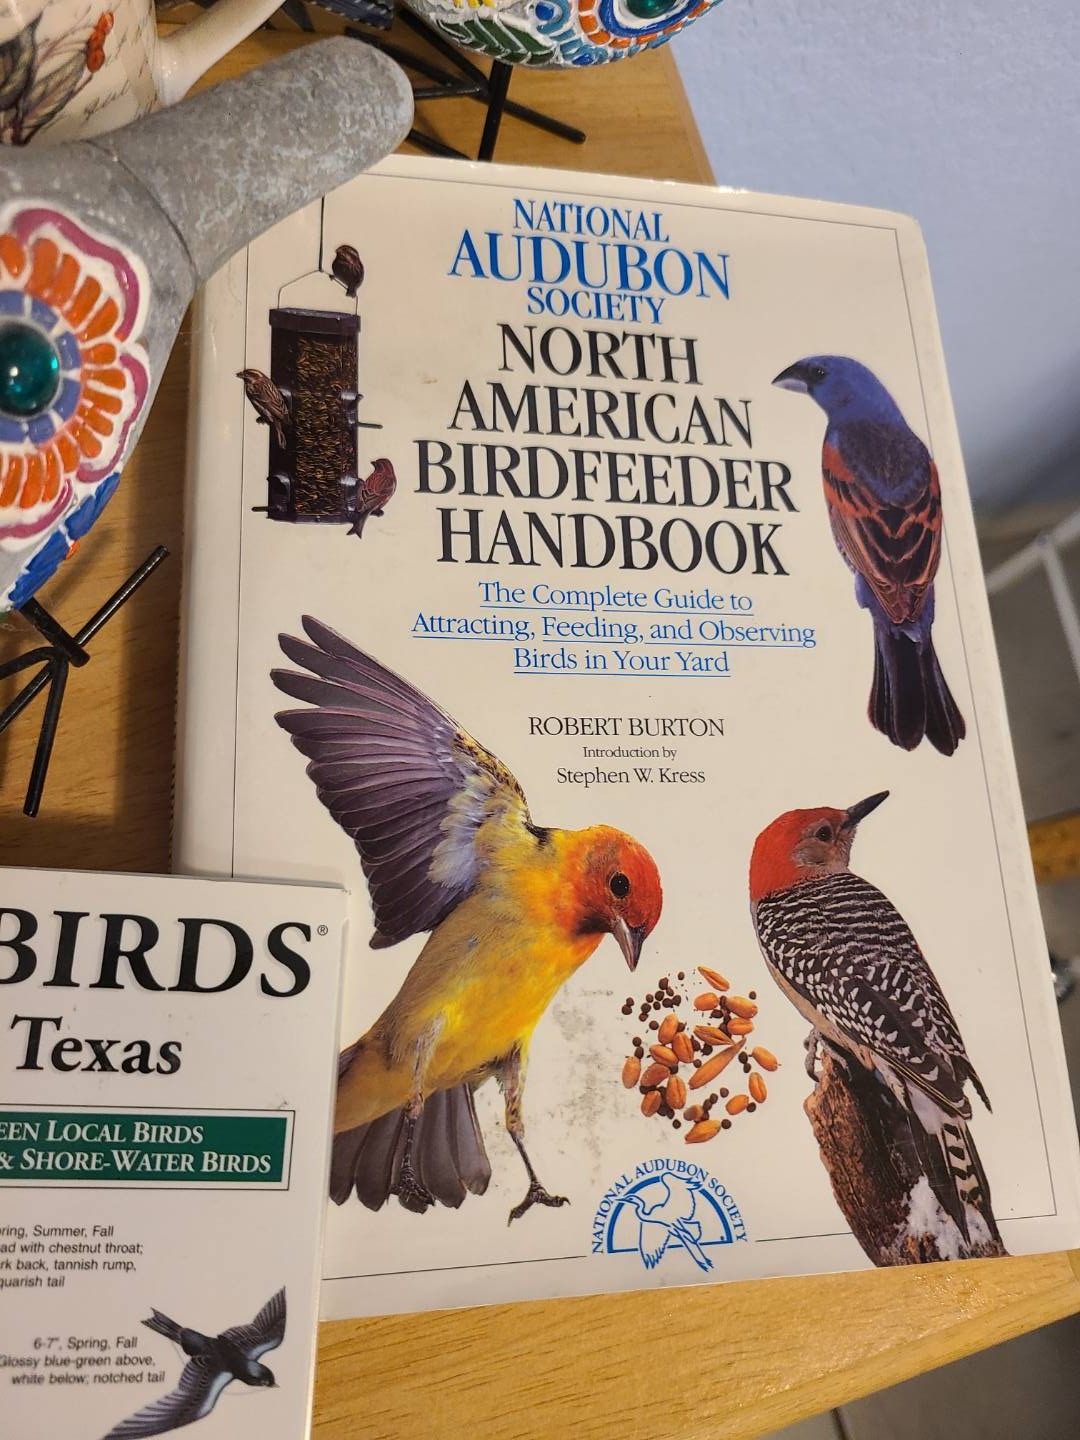 NATIONAL
AUDUBON
SOCIETY
NORTH
AMERICAN
BIRDFEEDER
HANDBOOK
The Complete Guide to
Attracting, Feeding, and Observing
Birds in Your Yard
ROBERT BURTON
Introduction by
Stephen W. Kress
NATIONAL AUDUBON SOCIETY
BIRDS®
Texas
EEN LOCAL BIRDS
& SHORE-WATER BIRDS
ring, Summer, Fall
ad with chestnut throat;
rk back, tannish rump,
quarish tail
6-7", Spring, Fall
Glossy blue-green above,
white below; notched tail